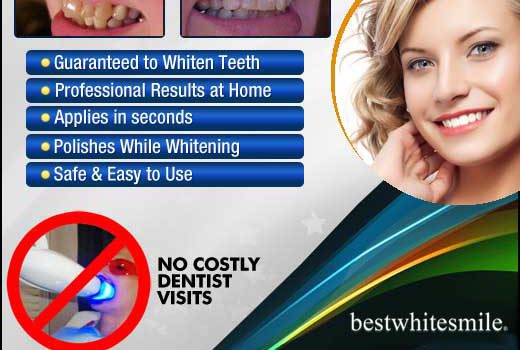 Guaranteed to Whiten Teeth
Professional Results at Home
Applies in seconds
Polishes While Whitening
Safe & Easy to Use
NO COSTLY
DENTIST
VISITS
bestwhitesmile®